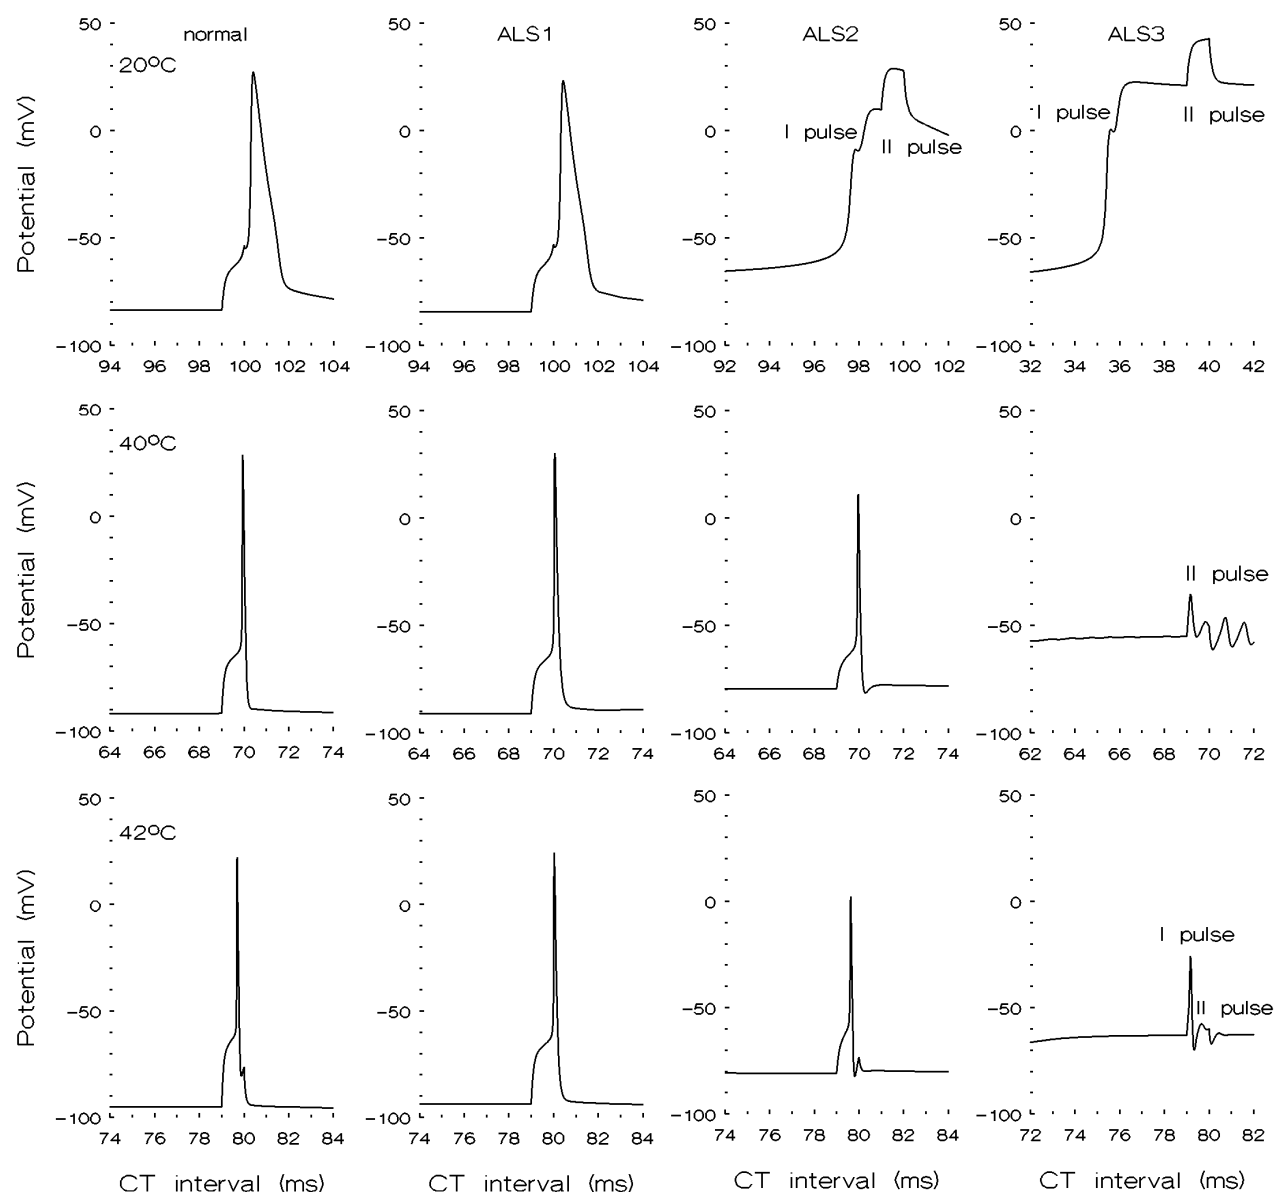 50 50 50 50
normal ALS1 ALS2 ALS3
20°C
I pulse II pulse
I pulse
II pulse
0 0 0 0
−50 −50 −50 −50
−100 −100 −100 −100
94 96 98 100 102 104 94 96 98 100 102 104 92 94 96 98 100 102 32 34 36 38 40 42
Potential (mV)
50 50 50 50
40°C
0 0 0 0
II pulse
−50 −50 −50 −50
−100 −100 −100 −100
64 66 68 70 72 74 64 66 68 70 72 74 64 66 68 70 72 74 62 64 66 68 70 72
Potential (mV)
50 50 50 50
42°C
0 0 0 0
I pulse
II pulse
−50 −50 −50 −50
−100 −100 −100 −100
74 76 78 80 82 84 74 76 78 80 82 84 74 76 78 80 82 84 72 74 76 78 80 82
Potential (mV)
CT interval (ms) CT interval (ms) CT interval (ms) CT interval (ms)